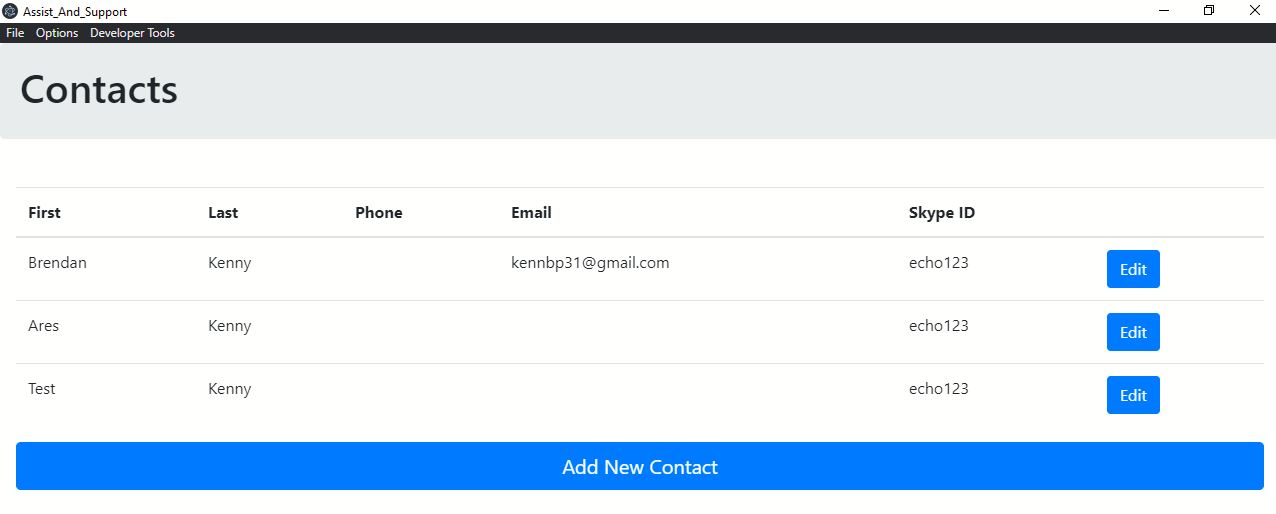 Assist_And_Support
File Options Developer Tools
Contacts
First Last Phone Email Skype ID
Brendan Kenny kennbp31@gmail.com echo123 Edit
Ares Kenny echo123 Edit
Test Kenny echo123 Edit
Add New Contact